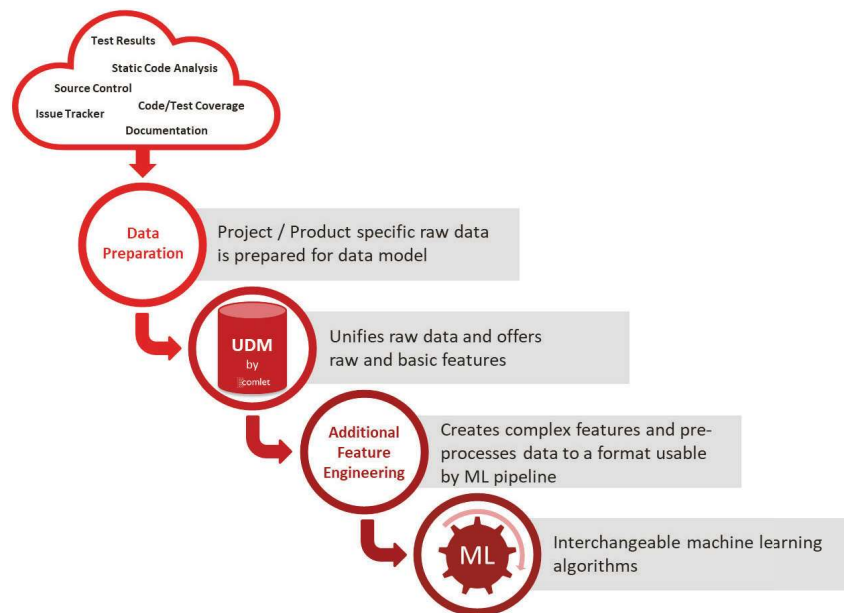 Test Results
Static Code Analysis
Source Control
Code/Test Coverage
Issue Tracker
Documentation
Data
Preparation
Project / Product specific raw data
is prepared for data model
UDM
by
comlet
Unifies raw data and offers
raw and basic features
Additional
Feature
Engineering
Creates complex features and pre-
processes data to a format usable
by ML pipeline
ML
Interchangeable machine learning
algorithms